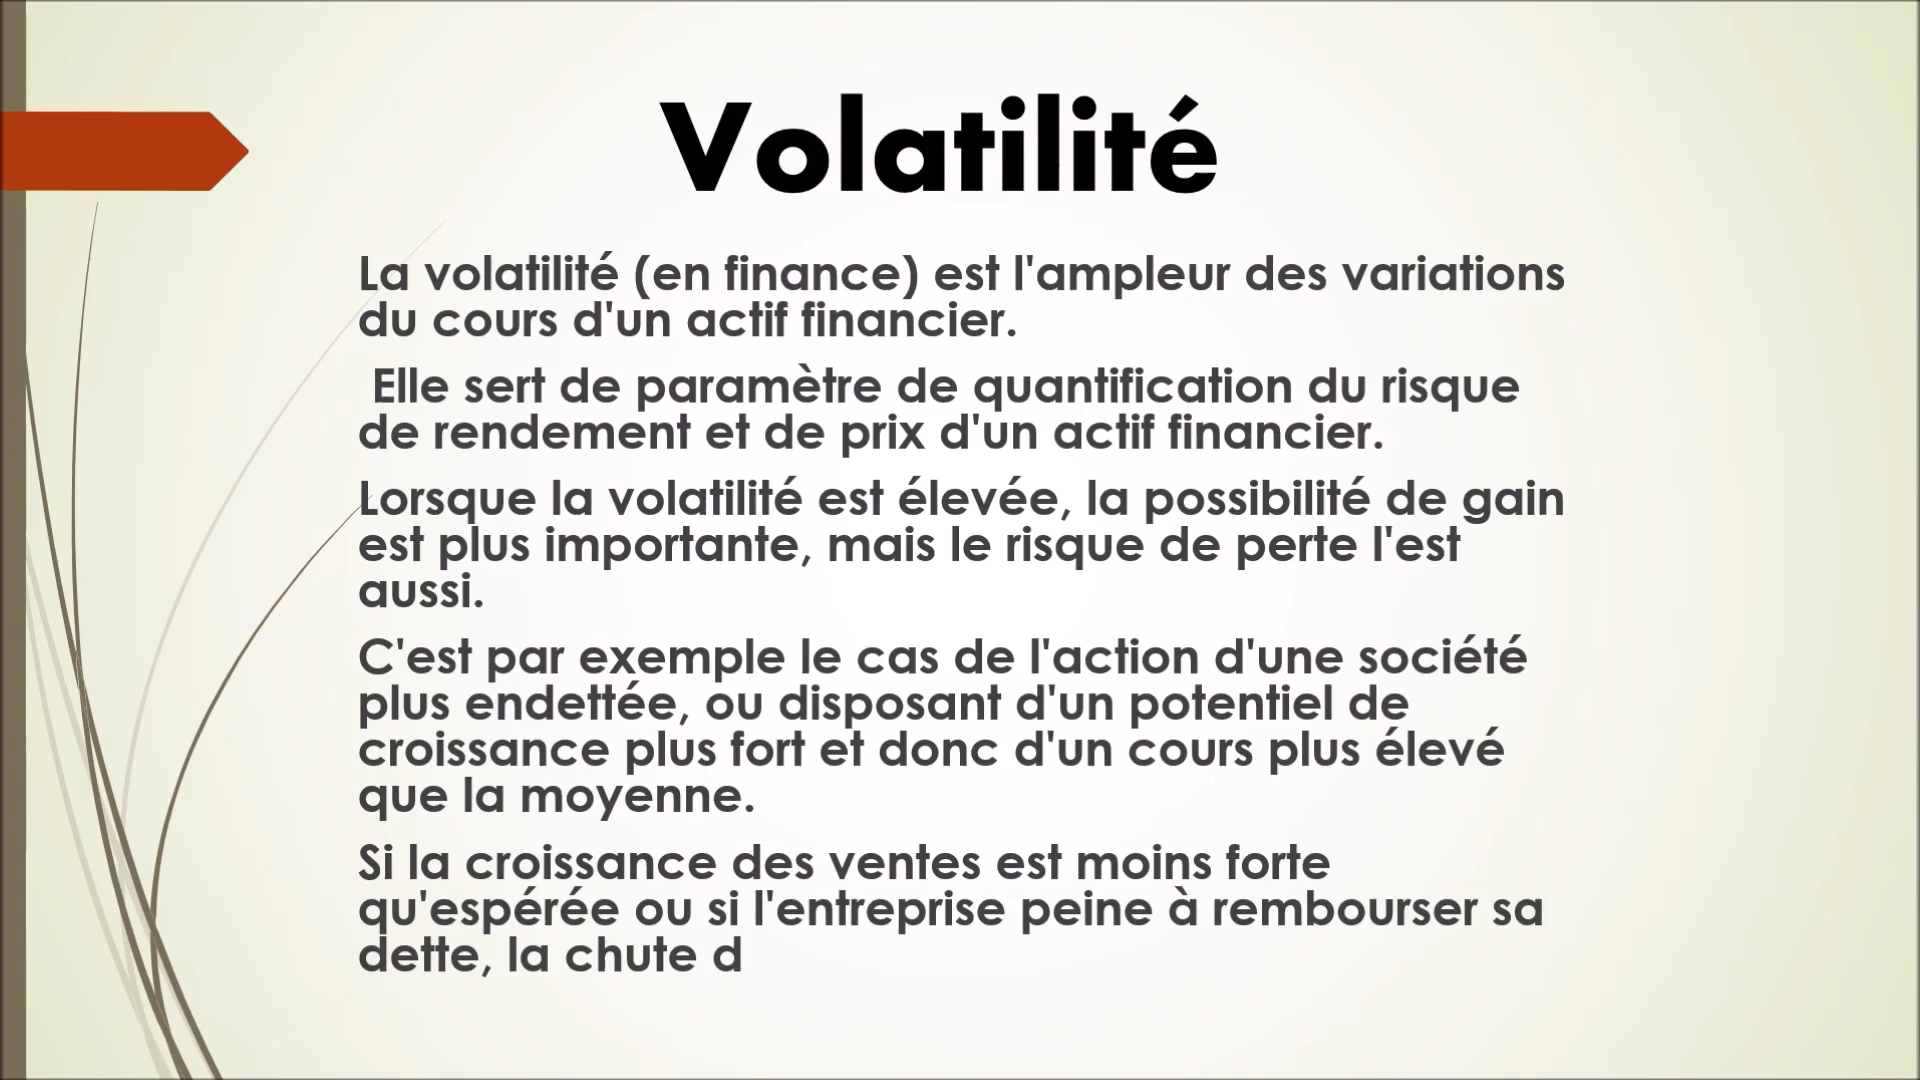 Volatilité
La volatilité (en finance) est l'ampleur des variations
du cours d'un actif financier.
Elle sert de paramètre de quantification du risque
de rendement et de prix d'un actif financier.
Lorsque la volatilité est élevée, la possibilité de gain
est plus importante, mais le risque de perte l'est
aussi.
C'est par exemple le cas de l'action d'une société
plus endettée, ou disposant d'un potentiel de
croissance plus fort et donc d'un cours plus élevé
que la moyenne.
Si la croissance des ventes est moins forte
qu'espérée ou si l'entreprise peine à rembourser sa
dette, la chute d